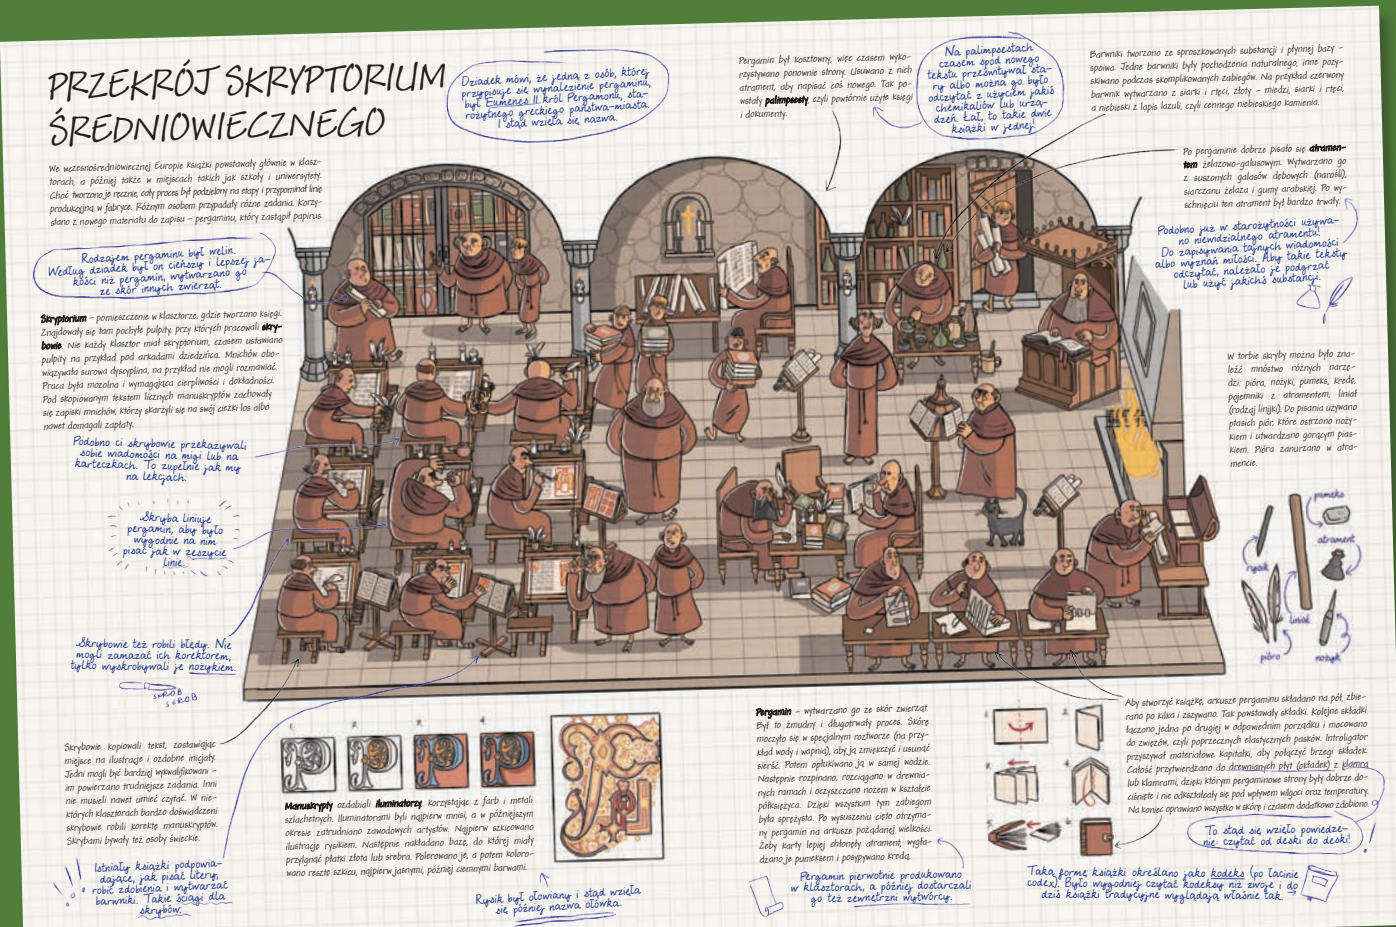 PRZEKRÓJ SKRYPTORIUM
ŚREDNIOWIECZNEGO
We wczesnośredniowiecznej Europie książki powstawały głównie w klasz-
torach, a później także w miejscach takich jak szkoły i uniwersytety.
Choć tworzono je ręcznie, cały proces był podzielony na etapy i przypominał linię
produkcyjną w fabryce. Różnym osobom przypadały różne zadania. Korzy-
stano z nowego materiału do zapisu – pergaminu, który zastąpił papirus.
Dziadek mówi, że jedną z osób, której
przypisuje się wynalezienie pergaminu,
był Eumenes II król Pergamonu, sta-
rożytnego greckiego państwa-miasta.
I stąd wzięła się nazwa.
Pergamin był kosztowny, więc czasem wyko-
rzystywano ponownie strony. Usuwano z nich
atrament, aby napisać coś nowego. Tak po-
wstały palimpsesty, czyli powtórnie użyte księgi
i dokumenty.
Na palimpsestach
czasem spod nowego
tekstu prześwitywał sta-
ry albo można go było
odczytać z użyciem jakiś
chemikaliów lub urzą-
dzeń. Łał, to takie dwie
książki w jednej!
Barwniki tworzono ze sproszkowanych substancji i płynnej bazy –
spoiwa. Jedne barwniki były pochodzenia naturalnego, inne pozy-
skiwano podczas skomplikowanych zabiegów. Na przykład czerwony
barwnik wytwarzano z siarki i rtęci, złoty – miedzi, siarki i rtęci,
a niebieski z lapis lazuli, czyli cennego niebieskiego kamienia.
Po pergaminie dobrze pisało się atramen-
tem żelazowo-galusowym. Wytwarzano go
z suszonych galasów dębowych (narośli),
siarczanu żelaza i gumy arabskiej. Po wy-
schnięciu ten atrament był bardzo trwały.
Podobno już w starożytności używa-
no niewidzialnego atramentu!
Do zapisywania tajnych wiadomości
albo wyznań miłości. Aby takie teksty
odczytać, należało je podgrzać
lub użyć jakichś substancji.
Rodzajem pergaminu był welin.
Według dziadek był on cieńszy i lepszej ja-
kości niż pergamin, wytwarzano go
ze skór innych zwierząt.
Skryptorium – pomieszczenie w klasztorze, gdzie tworzono księgi.
Znajdowały się tam pochyłe pulpity, przy których pracowali skry-
bowie. Nie każdy klasztor miał skryptorium, czasem ustawiano
pulpity na przykład pod arkadami dziedzińca. Mnichów obo-
wiązywała surowa dyscyplina, na przykład nie mogli rozmawiać.
Praca była mozolna i wymagająca cierpliwości i dokładności.
Pod skopiowanym tekstem licznych manuskryptów zachowały
się zapiski mnichów, którzy skarżyli się na swój ciężki los albo
nawet domagali zapłaty.
Podobno ci skrybowie przekazywali
sobie wiadomości na migi lub na
karteczkach. To zupełnie jak my
na lekcjach.
Skryba liniuje
pergamin, aby było
wygodnie na nim
pisać jak w zeszycie
linie.
Skrybowie też robili błędy. Nie
mogli zamazać ich korektorem,
tylko wyskrobywali je nożykiem.
SKROB
SKROB
W torbie skryby można było zna-
leźć mnóstwo różnych narzę-
dzi: pióra, nożyki, pumeks, kredę,
pojemniki z atramentem, liniał
(rodzaj linijki). Do pisania używano
ptasich piór, które ostrzono noży-
kiem i utwardzano gorącym pias-
kiem. Pióra zanurzano w atra-
mencie.
pumeks
atrament
rysik
liniał
pióro
nożyk
Skrybowie kopiowali tekst, zostawiając
miejsce na ilustracje i ozdobne inicjały.
Jedni mogli być bardziej wykwalifikowani –
im powierzano trudniejsze zadania. Inni
nie musieli nawet umieć czytać. W nie-
których klasztorach bardzo doświadczeni
skrybowie robili korektę manuskryptów.
Skrybami bywały też osoby świeckie.
Istniały książki podpowia-
dające, jak pisać litery,
robić zdobienia i wytwarzać
barwniki. Takie ściągi dla
skrybów.
1. 2. 3. 4.
Manuskrypty ozdabiali iluminatorzy, korzystając z farb i metali
szlachetnych. Iluminatorami byli najpierw mnisi, a w późniejszym
okresie zatrudniano zawodowych artystów. Najpierw szkicowano
ilustracje rysikiem. Następnie nakładano bazę, do której miały
przylgnąć płatki złota lub srebra. Polerowano je, a potem koloro-
wano resztę szkicu, najpierw jasnymi, później ciemnymi barwami.
Rysik był ołowiany i stąd wzięła
się później nazwa ołówka.
Pergamin – wytwarzano go ze skór zwierząt.
Był to żmudny i długotrwały proces. Skórę
moczyło się w specjalnym roztworze (na przy-
kład wody i wapnia), aby ją zmiękczyć i usunąć
sierść. Potem opłukiwano ją w samej wodzie.
Następnie rozpinano, rozciągano w drewnia-
nych ramach i oczyszczano nożem w kształcie
półksiężyca. Dzięki wszystkim tym zabiegom
była sprężysta. Po wysuszeniu cięto otrzyma-
ny pergamin na arkusze pożądanej wielkości.
Żeby karty lepiej chłonęły atrament, wygła-
dzano je pumeksem i posypywano kredą.
Pergamin pierwotnie produkowano
w klasztorach, a później dostarczali
go też zewnętrzni wytwórcy.
Aby stworzyć książkę, arkusze pergaminu składano na pół, zbie-
rano po kilka i zszywano. Tak powstawały składki. Kolejne składki
łączono jedna po drugiej w odpowiednim porządku i mocowano
do zwięzów, czyli poprzecznych elastycznych pasków. Introligator
przyszywał materiałowe kapitałki, aby połączyć brzegi składek.
Całość przytwierdzano do drewnianych płyt (okładek) z klamrą
lub klamrami, dzięki którym pergaminowe strony były dobrze do-
ciśnięte i nie odkształcały się pod wpływem wilgoci oraz temperatury.
Na koniec oprawiano wszystko w skórę i czasem dodatkowo zdobiono.
To stąd się wzięło powiedze-
nie: czytać od deski do deski!
Taką formę książki określano jako kodeks (po łacinie
codex). Było wygodniej czytać kodeksy niż zwoje i do
dziś książki tradycyjne wyglądają właśnie tak.